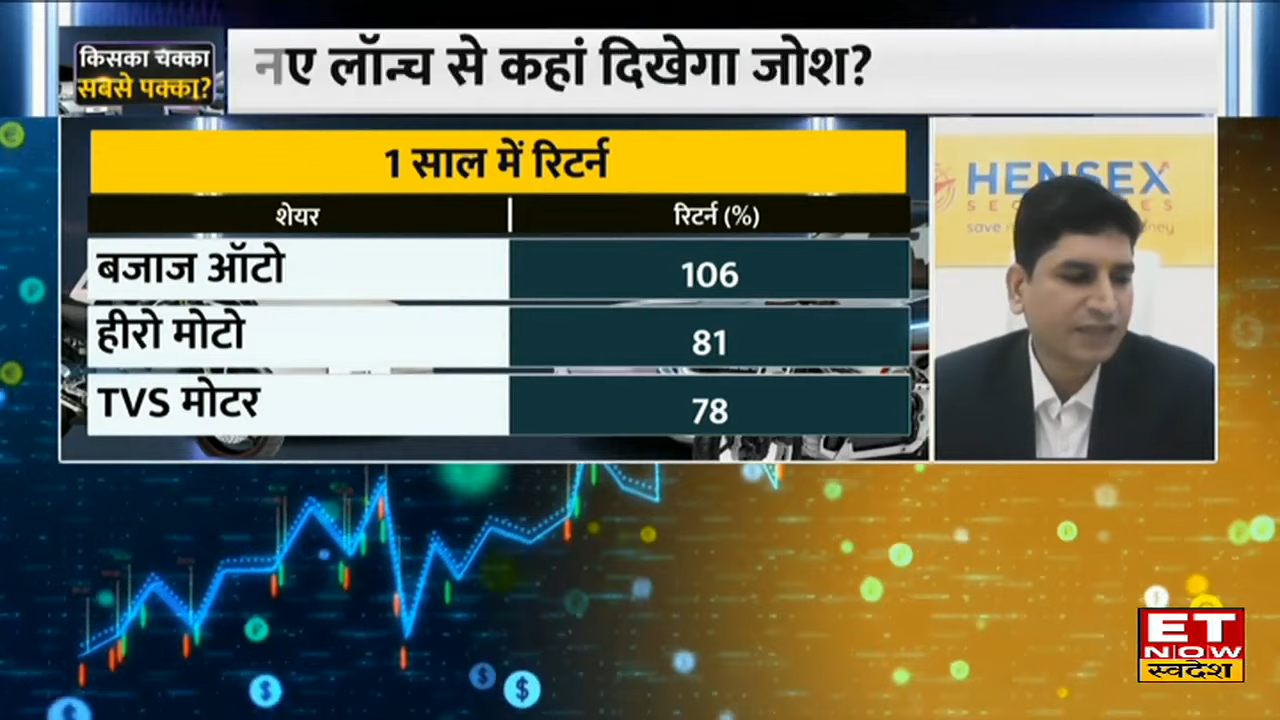 किसका चक्का
सबसे पक्का?
नए लॉन्च से कहां दिखेगा जोश?
1 साल में रिटर्न
शेयर रिटर्न (%)
बजाज ऑटो 106
हीरो मोटो 81
TVS मोटर 78
HENSEX
save
ET
NOW
स्वदेश